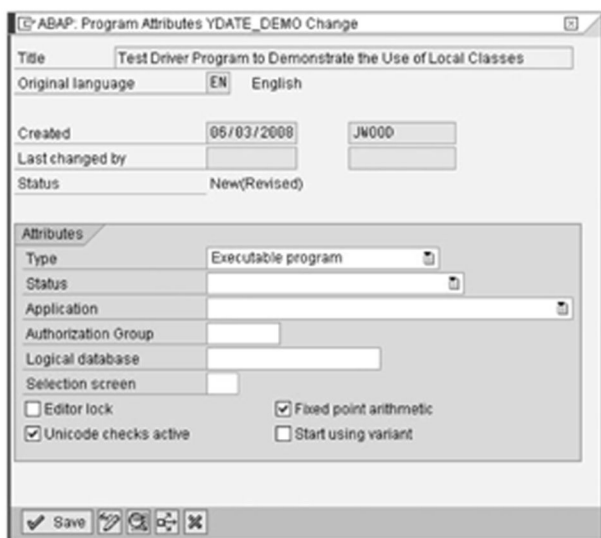 ABAP: Program Attributes YDATE_DEMO Change
Title Test Driver Program to Demonstrate the Use of Local Classes
Original language EN English
Created 06/03/2008 JWOOD
Last changed by
Status New(Revised)
Attributes
Type Executable program
Status
Application
Authorization Group
Logical database
Selection screen
Editor lock Fixed point arithmetic
Unicode checks active Start using variant
Save